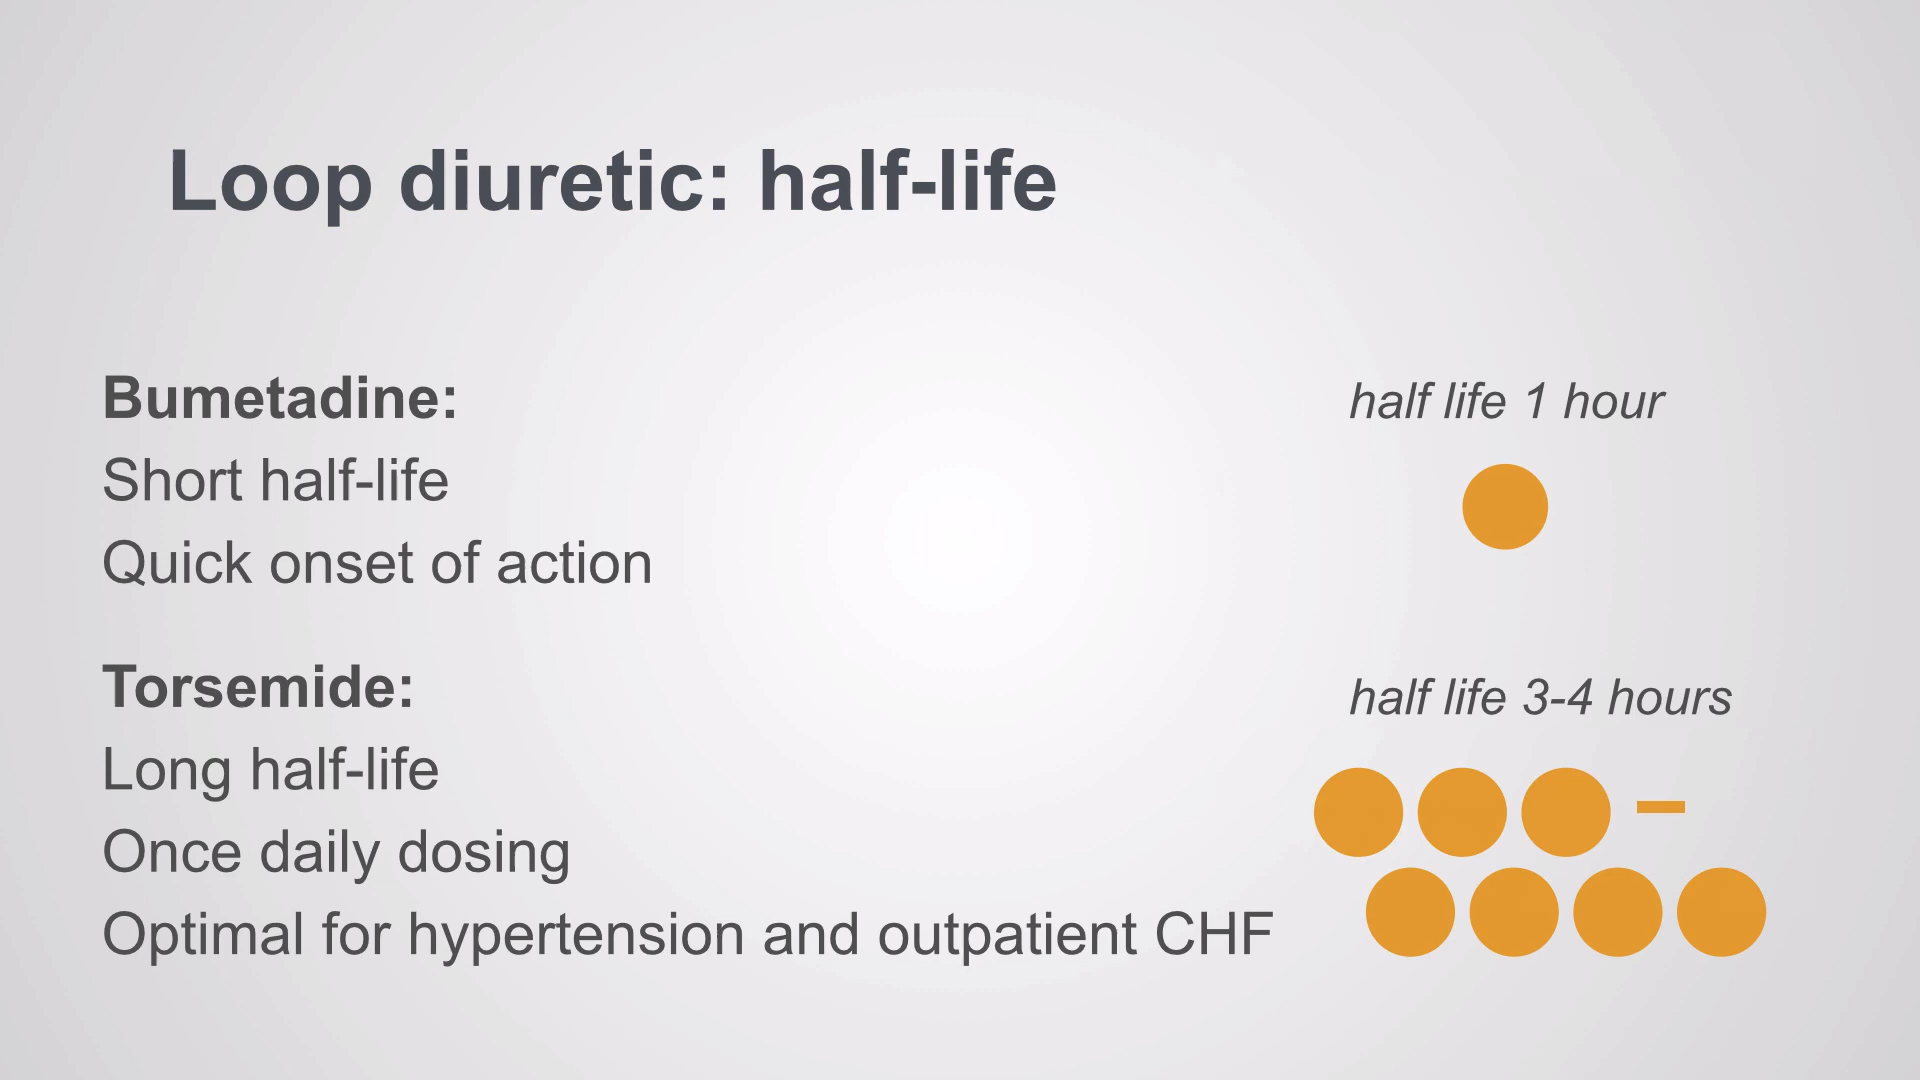 Loop diuretic: half-life
Bumetadine:
half life 1 hour
Short half-life
Quick onset of action
Torsemide:
half life 3-4 hours
Long half-life
Once daily dosing
Optimal for hypertension and outpatient CHF